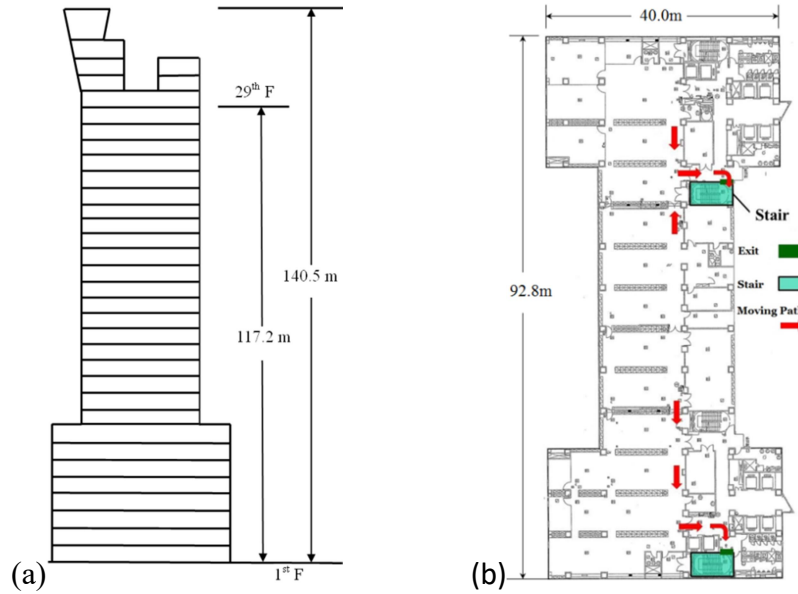 29th F
140.5 m
117.2 m
1st F
(a)
40.0m
92.8m
Stair
Exit
Stair
Moving Pat
(b)